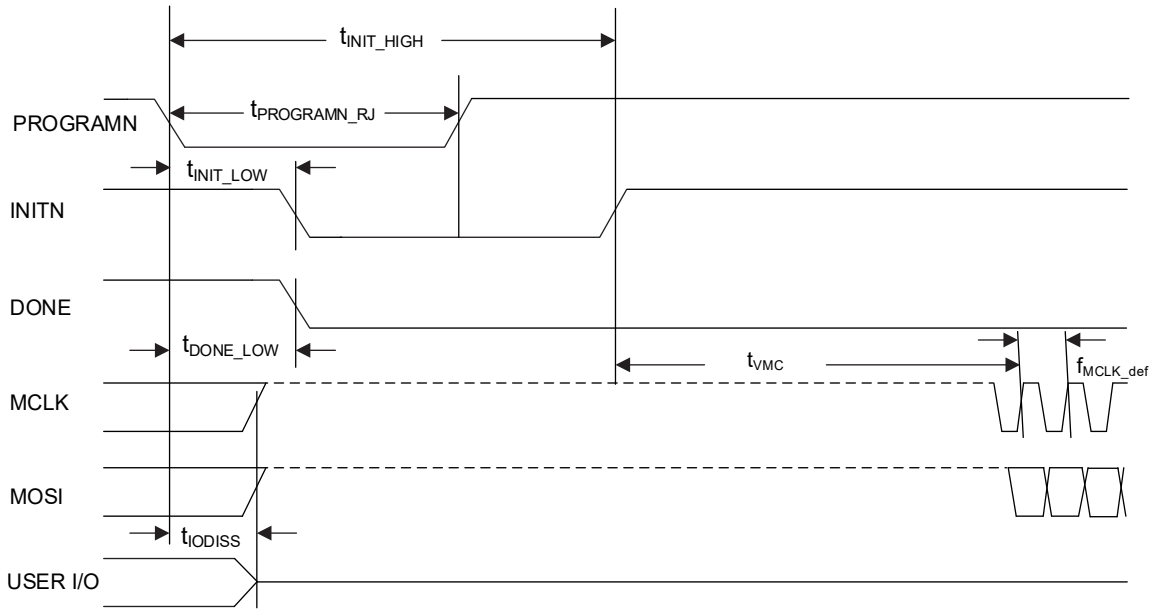 tINIT_HIGH
PROGRAMN
tPROGRAMN_RJ
tINIT_LOW
INITN
DONE
tDONE_LOW
tVMC
fMCLK_def
MCLK
MOSI
tIODISS
USER I/O